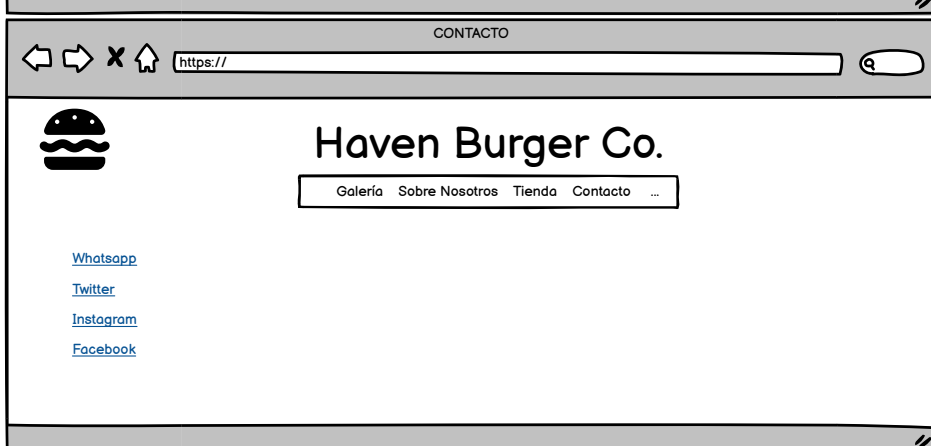 CONTACTO
https://
Haven Burger Co.
Galería Sobre Nosotros Tienda Contacto ...
Whatsapp
Twitter
Instagram
Facebook